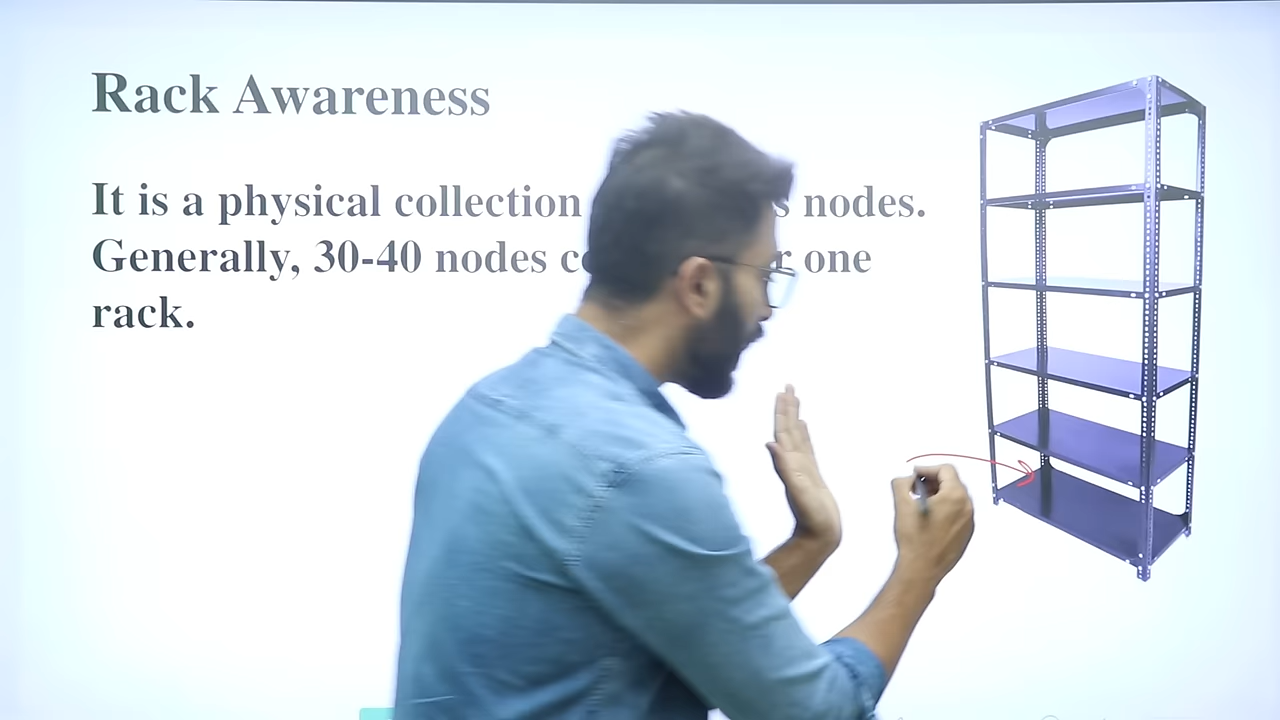 Rack Awareness
It is a physical collection nodes.
Generally, 30-40 nodes one
rack.